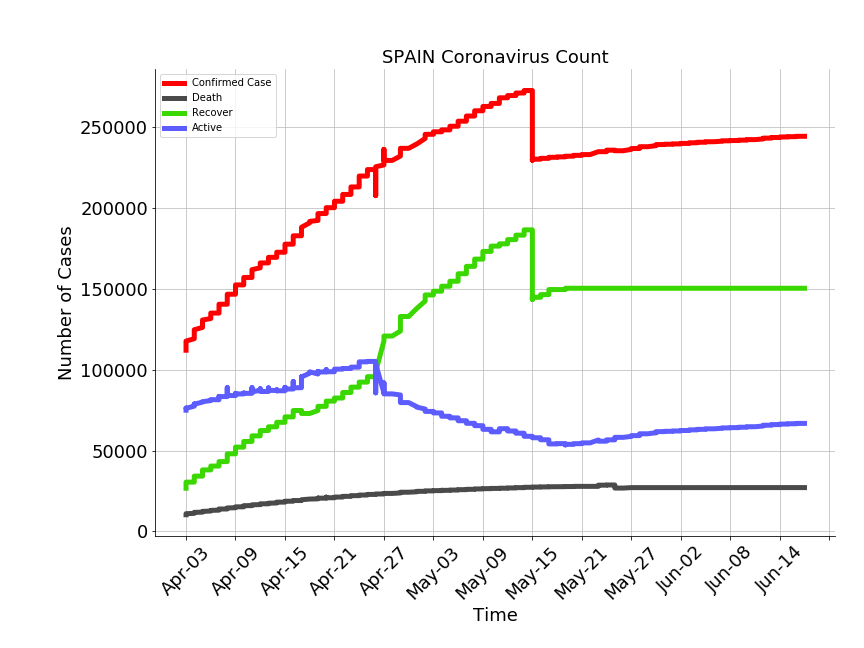 SPAIN Coronavirus Count
Confirmed Case
Death
Recover
Active
250000
200000
150000
100000
50000
0
Number of Cases
Apr-03
Apr-09
Apr-15
Apr-21
Apr-27
May-03
May-09
May-15
May-21
May-27
Jun-02
Jun-08
Jun-14
Time